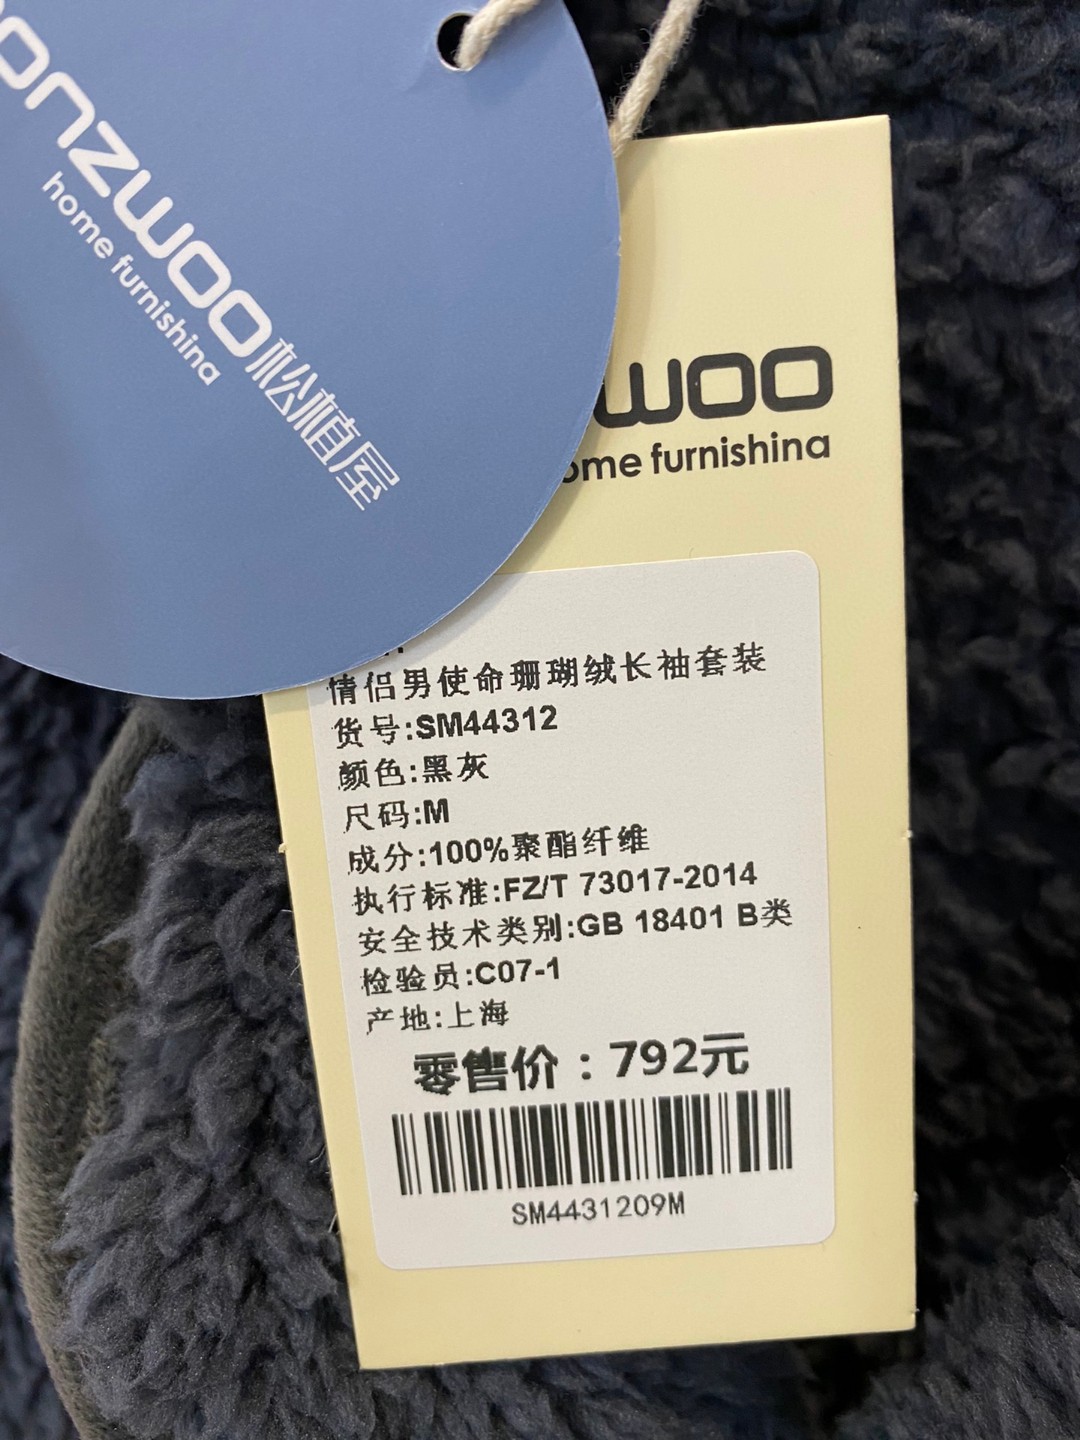 onzwoo松植屋
home furnishing
woo
ome furnishing
情侣男使命珊瑚绒长袖套装
货号:SM44312
颜色:黑灰
尺码:M
成分:100%聚酯纤维
执行标准:FZ/T 73017-2014
安全技术类别:GB 18401 B类
检验员:C07-1
产地:上海
零售价：792元
SM4431209M